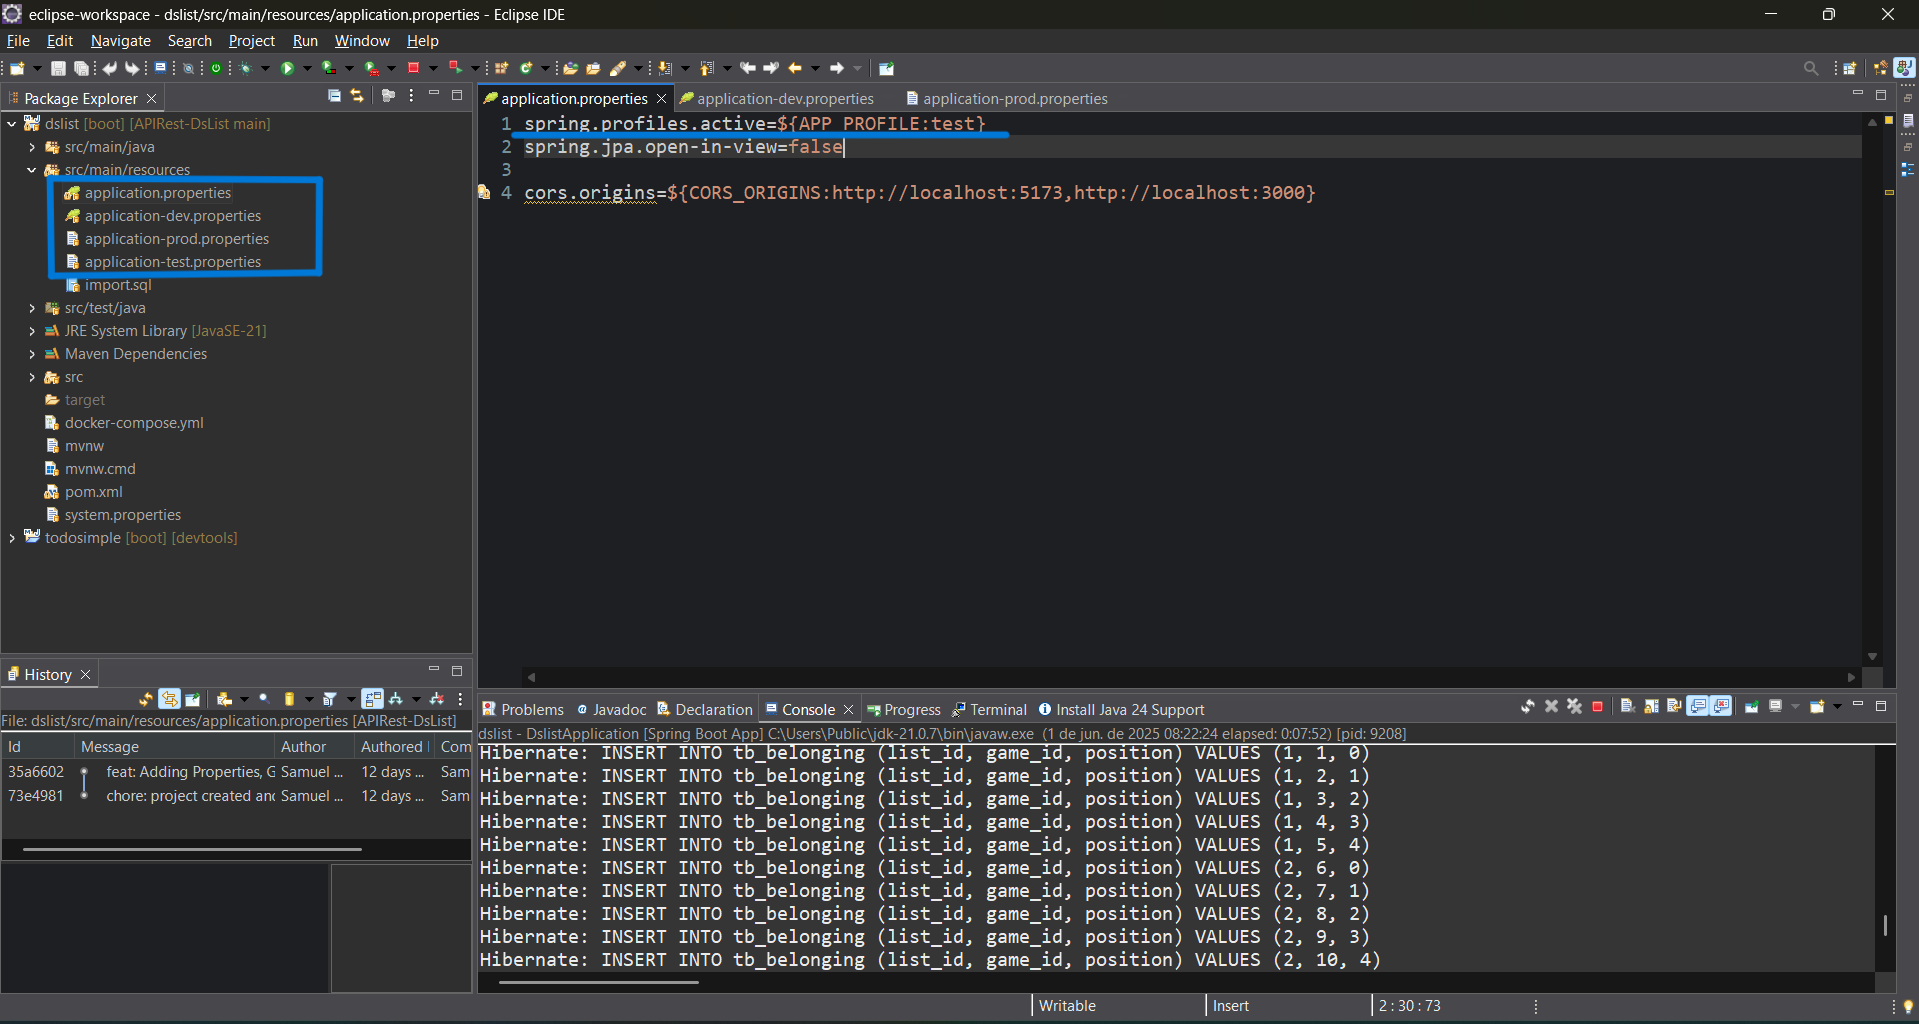 eclipse-workspace - dslist/src/main/resources/application.properties - Eclipse IDE
File Edit Navigate Search Project Run Window Help
Package Explorer
dslist [boot] [APIRest-DsList main]
src/main/java
src/main/resources
application.properties
application-dev.properties
application-prod.properties
application-test.properties
import.sql
src/test/java
JRE System Library [JavaSE-21]
Maven Dependencies
src
target
docker-compose.yml
mvnw
mvnw.cmd
pom.xml
system.properties
todosimple [boot] [devtools]
application.properties application-dev.properties application-prod.properties
1 spring.profiles.active=${APP_PROFILE:test}
2 spring.jpa.open-in-view=false
3
4 cors.origins=${CORS_ORIGINS:http://localhost:5173,http://localhost:3000}
History
File: dslist/src/main/resources/application.properties [APIRest-DsList]
Id Message Author Authored Com
35a6602 feat: Adding Properties, G Samuel ... 12 days ... Sam
73e4981 chore: project created anc Samuel ... 12 days ... Sam
Problems Javadoc Declaration Console Progress Terminal Install Java 24 Support
dslist - DslistApplication [Spring Boot App] C:\Users\Public\jdk-21.0.7\bin\javaw.exe (1 de jun. de 2025 08:22:24 elapsed: 0:07:52) [pid: 9208]
Hibernate: INSERT INTO tb_belonging (list_id, game_id, position) VALUES (1, 1, 0)
Hibernate: INSERT INTO tb_belonging (list_id, game_id, position) VALUES (1, 2, 1)
Hibernate: INSERT INTO tb_belonging (list_id, game_id, position) VALUES (1, 3, 2)
Hibernate: INSERT INTO tb_belonging (list_id, game_id, position) VALUES (1, 4, 3)
Hibernate: INSERT INTO tb_belonging (list_id, game_id, position) VALUES (1, 5, 4)
Hibernate: INSERT INTO tb_belonging (list_id, game_id, position) VALUES (2, 6, 0)
Hibernate: INSERT INTO tb_belonging (list_id, game_id, position) VALUES (2, 7, 1)
Hibernate: INSERT INTO tb_belonging (list_id, game_id, position) VALUES (2, 8, 2)
Hibernate: INSERT INTO tb_belonging (list_id, game_id, position) VALUES (2, 9, 3)
Hibernate: INSERT INTO tb_belonging (list_id, game_id, position) VALUES (2, 10, 4)
Writable Insert 2 : 30 : 73